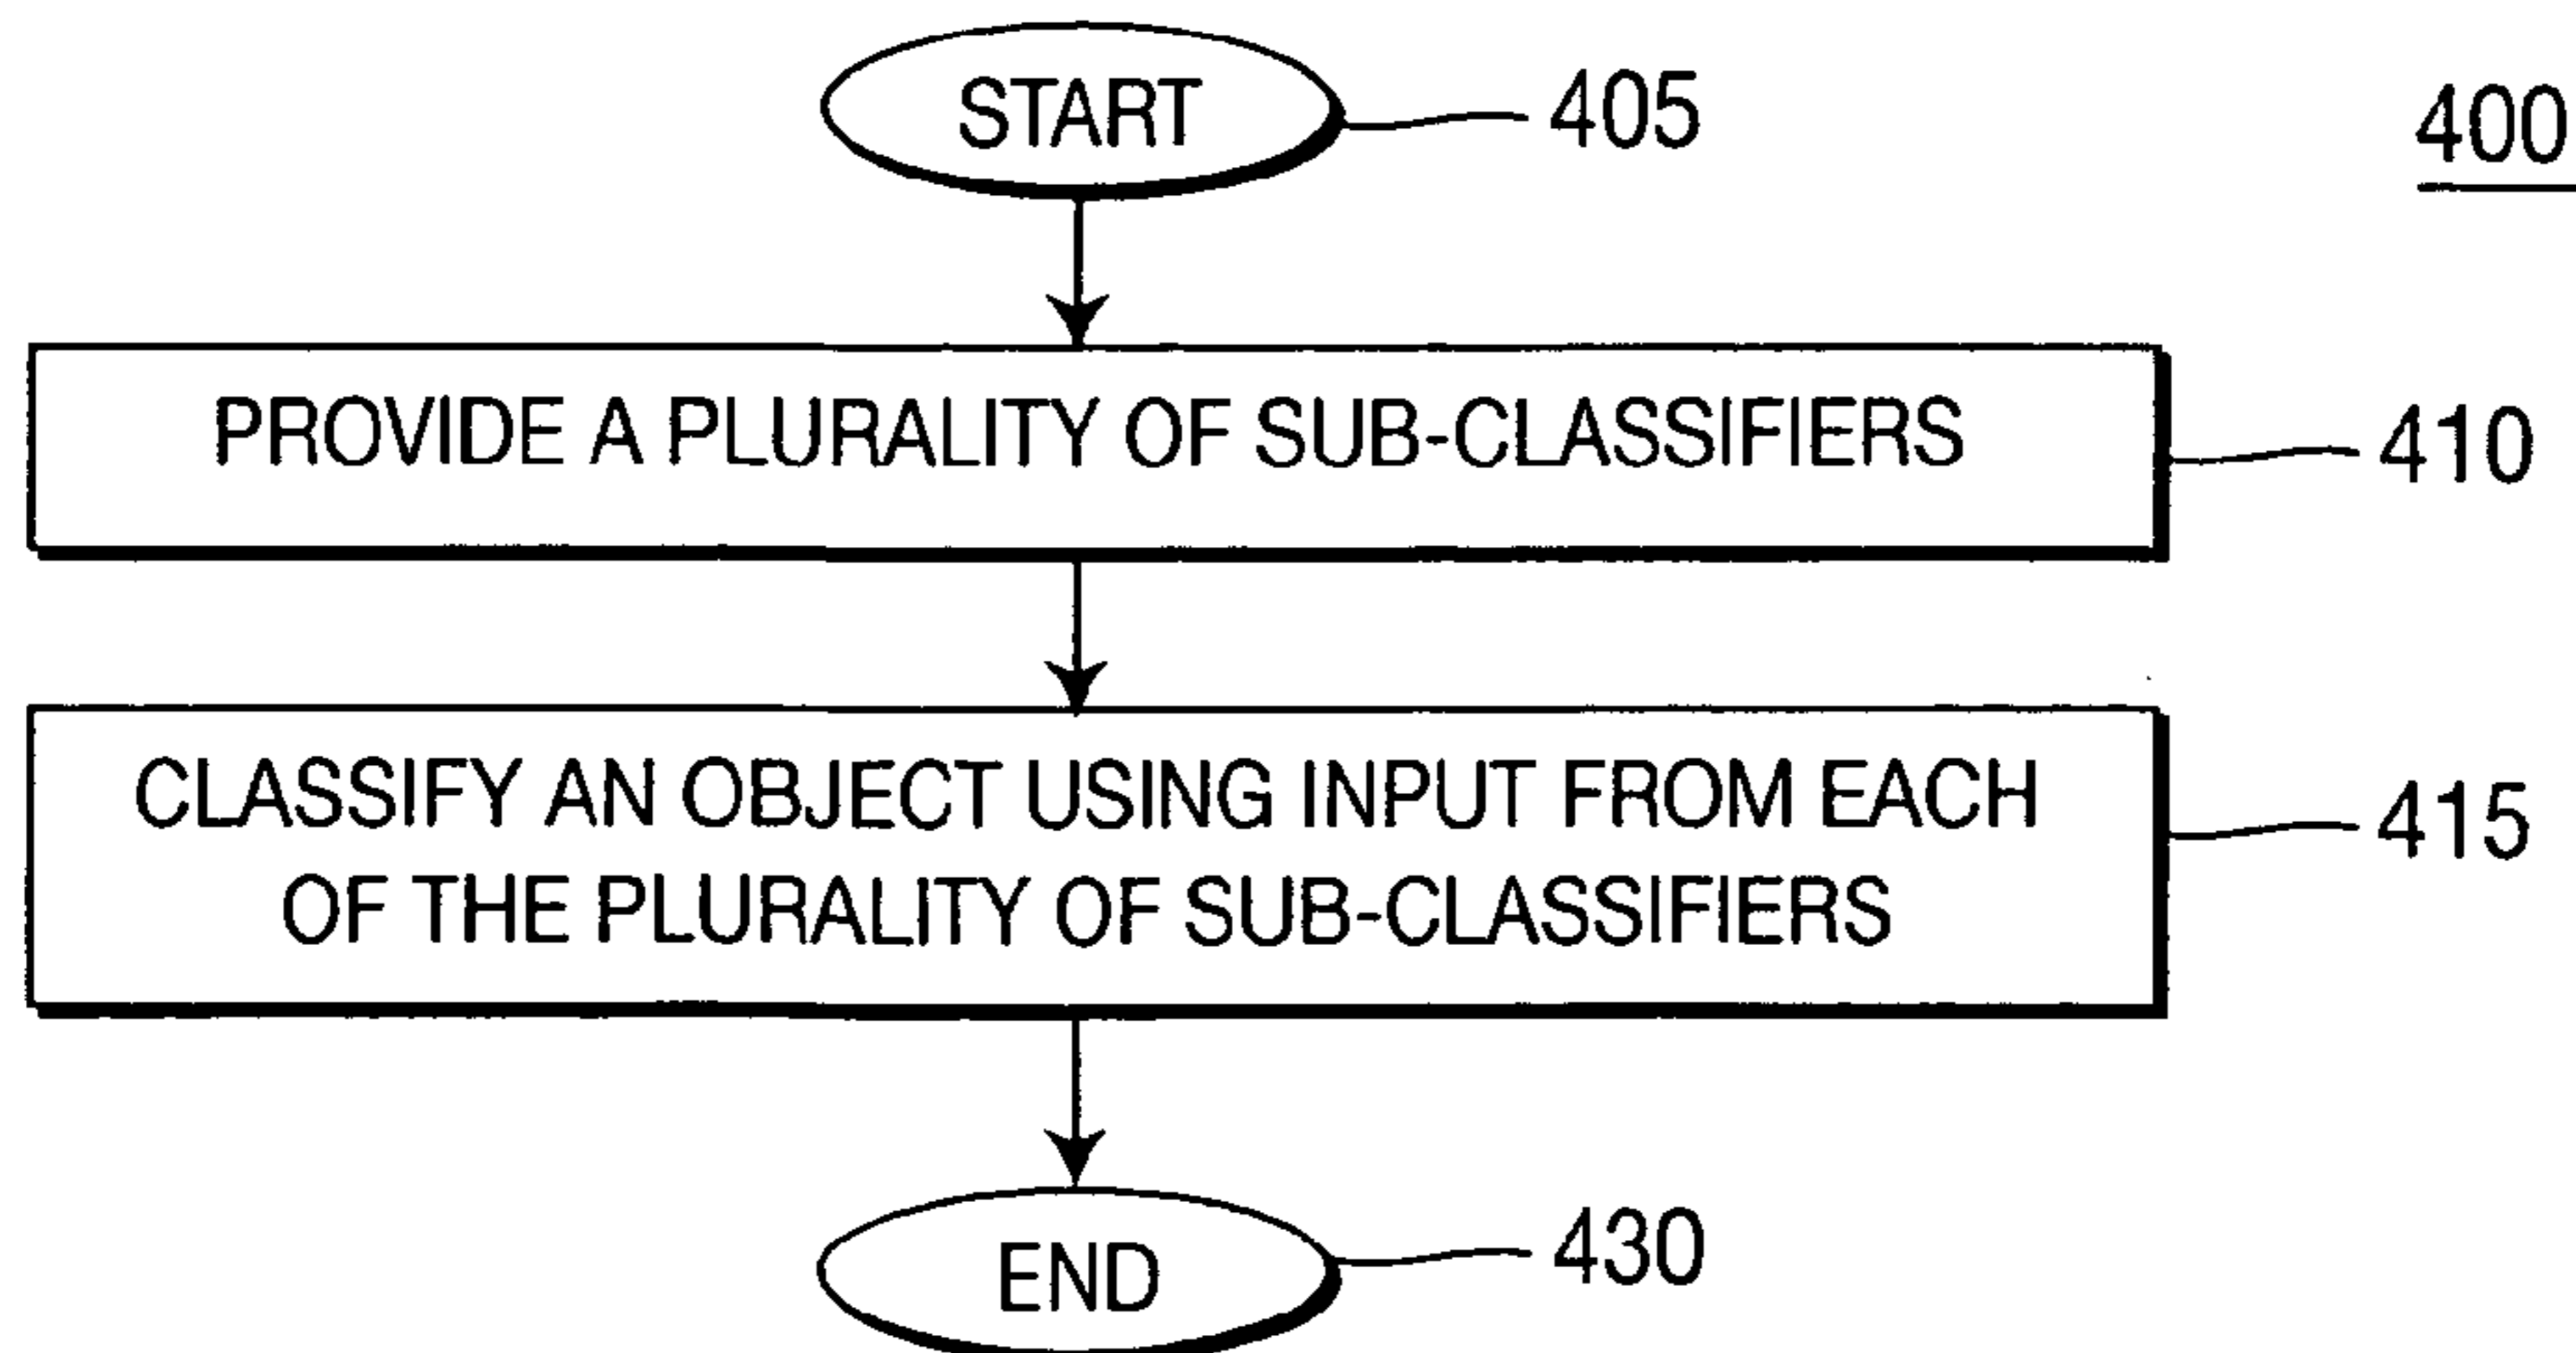 START
405
400
PROVIDE A PLURALITY OF SUB-CLASSIFIERS
410
CLASSIFY AN OBJECT USING INPUT FROM EACH
OF THE PLURALITY OF SUB-CLASSIFIERS
415
END
430